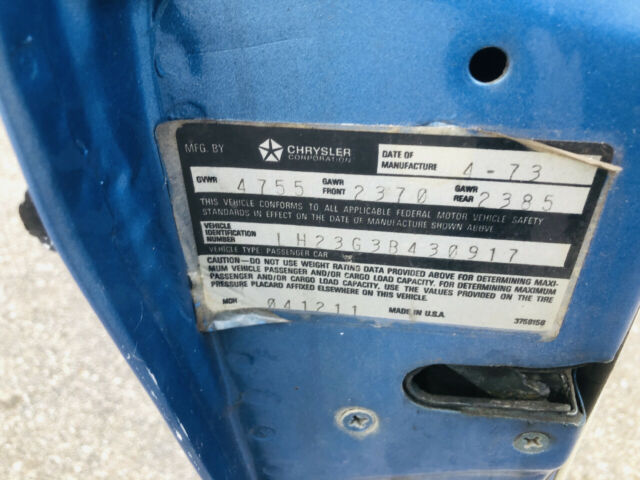 MFG. BY CHRYSLER CORPORATION DATE OF MANUFACTURE 4-73
GVWR 4755 GAWR FRONT 2370 GAWR REAR 2385
THIS VEHICLE CONFORMS TO ALL APPLICABLE FEDERAL MOTOR VEHICLE SAFETY
STANDARDS IN EFFECT ON THE DATE OF MANUFACTURE SHOWN ABOVE
VEHICLE IDENTIFICATION NUMBER LH23G3B430917
VEHICLE TYPE: PASSENGER CAR
CAUTION—DO NOT USE WEIGHT RATING DATA PROVIDED ABOVE FOR DETERMINING MAXI-
MUM VEHICLE PASSENGER AND/OR CARGO LOAD CAPACITY. FOR DETERMINING MAXIMUM
PASSENGER AND/OR CARGO LOAD CAPACITY, USE THE VALUES PROVIDED ON THE TIRE
PRESSURE PLACARD AFFIXED ELSEWHERE ON THIS VEHICLE.
MDH 041211 MADE IN U.S.A. 3759156